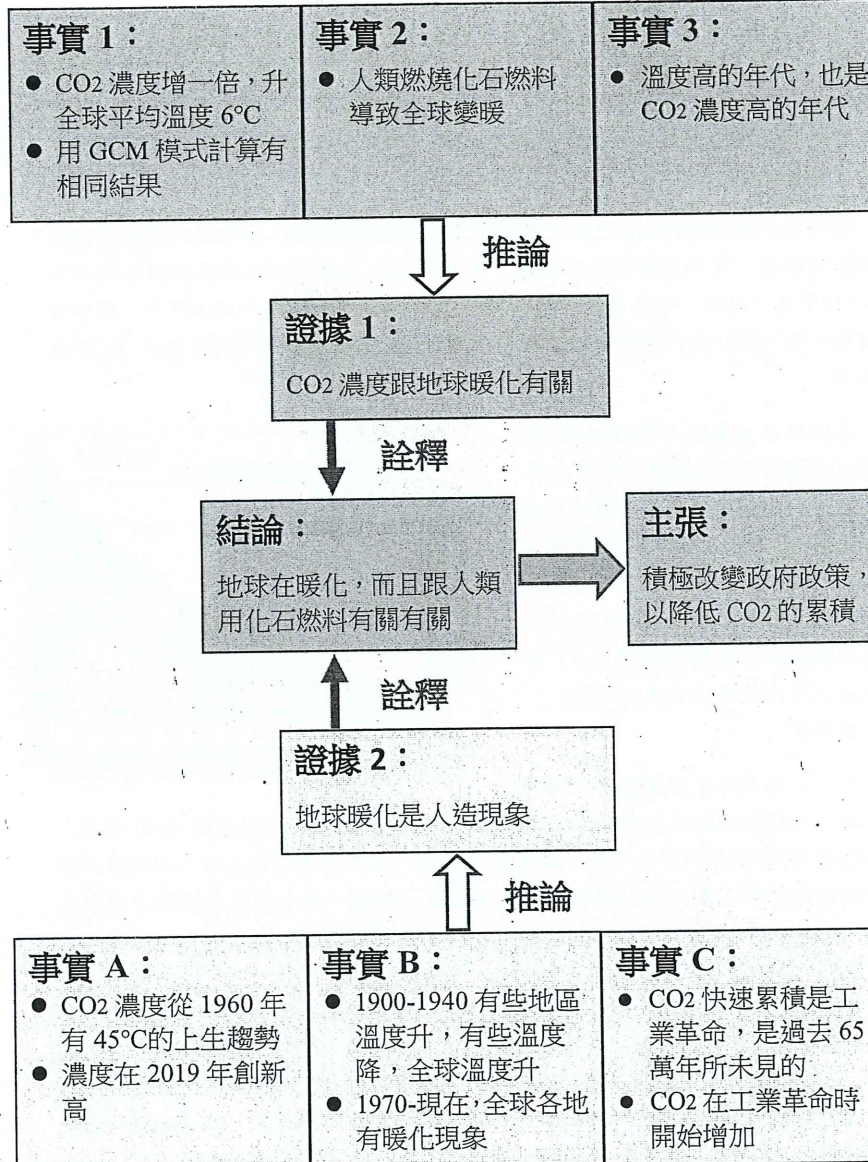 事實 1：
● CO2 濃度增一倍，升
全球平均溫度 6°C
● 用 GCM 模式計算有
相同結果
事實 2：
● 人類燃燒化石燃料
導致全球變暖
事實 3：
● 溫度高的年代，也是
CO2 濃度高的年代
推論
證據 1：
CO2 濃度跟地球暖化有關
詮釋
結論：
地球在暖化，而且跟人類
用化石燃料有關有關
主張：
積極改變政府政策，
以降低 CO2 的累積
詮釋
證據 2：
地球暖化是人造現象
推論
事實 A：
● CO2 濃度從 1960 年
有 45°C的上生趨勢
● 濃度在 2019 年創新
高
事實 B：
● 1900-1940 有些地區
溫度升，有些溫度
降，全球溫度升
● 1970-現在，全球各地
有暖化現象
事實 C：
● CO2 快速累積是工
業革命，是過去 65
萬年所未見的
● CO2 在工業革命時
開始增加